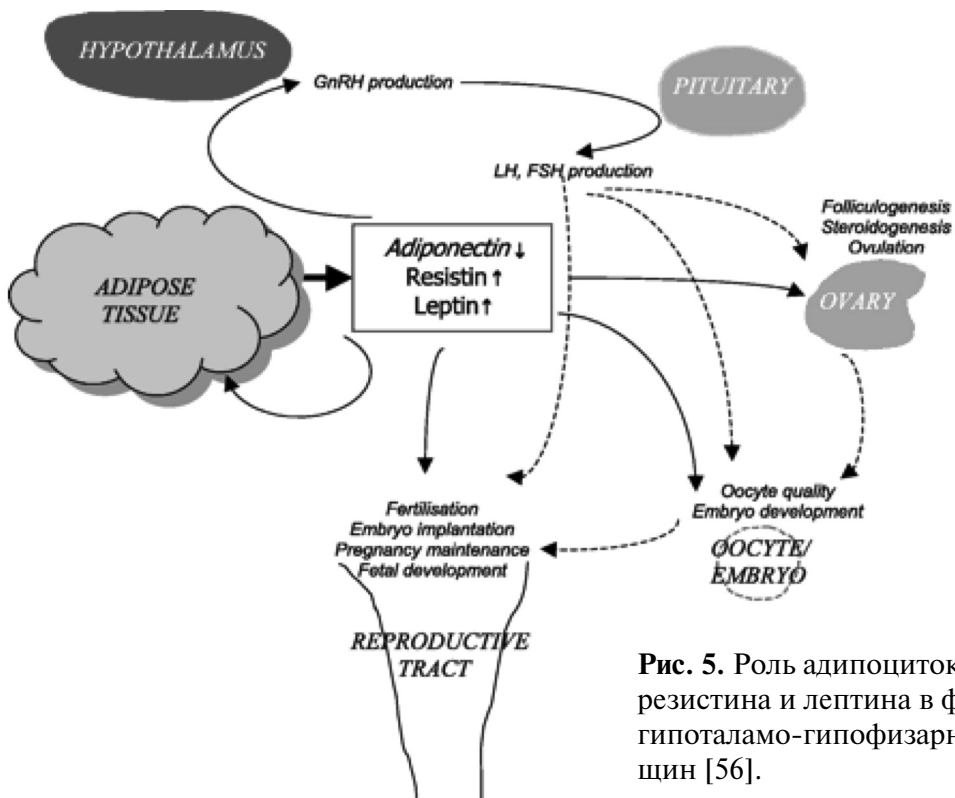 HYPOTHALAMUS
GnRH production
PITUITARY
LH, FSH production
Folliculogenesis
Steroidogenesis
Ovulation
OVARY
ADIPOSE
TISSUE
Adiponectin ↓
Resistin ↑
Leptin ↑
Oocyte quality
Embryo development
OOCYTE/
EMBRYO
Fertilisation
Embryo implantation
Pregnancy maintenance
Fetal development
REPRODUCTIVE
TRACT
Рис. 5. Роль адипоциток
резистина и лептина в ф
гипоталамо-гипофизарн
щин [56].